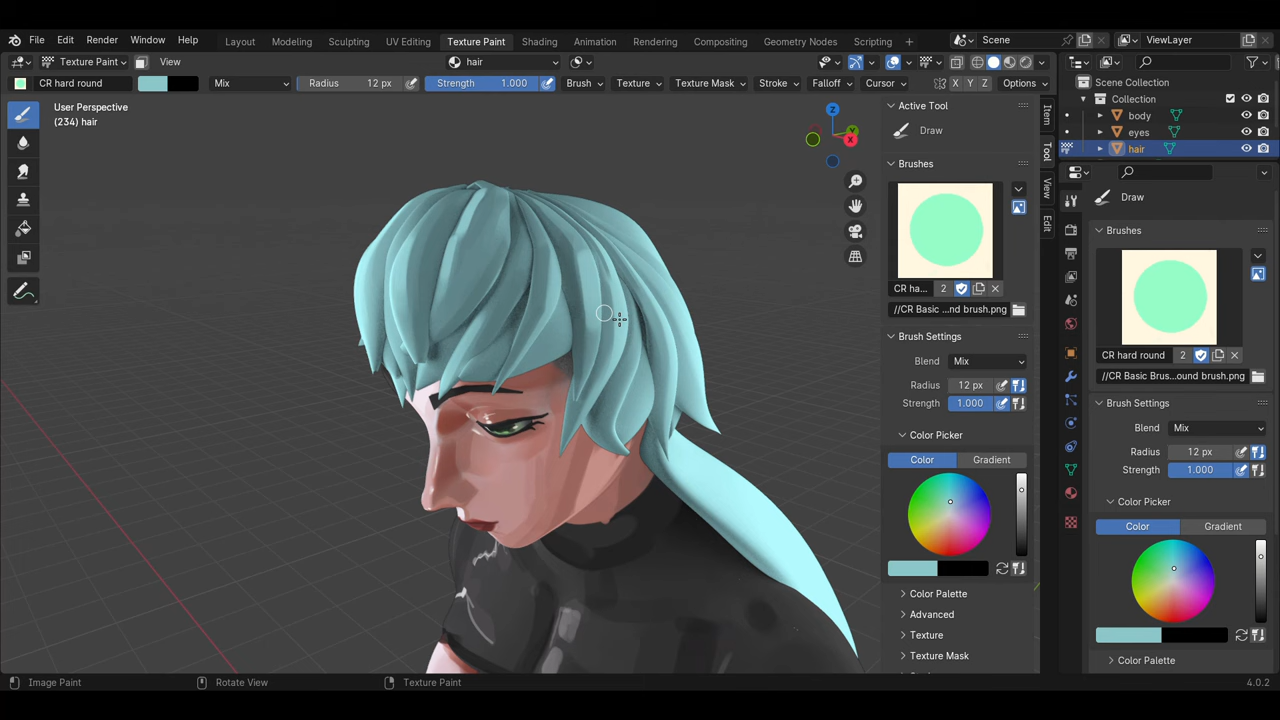 File Edit Render Window Help Layout Modeling Sculpting UV Editing Texture Paint Shading Animation Rendering Compositing Geometry Nodes Scripting + Scene ViewLayer
Texture Paint View hair
CR hard round Mix Radius 12 px Strength 1.000 Brush Texture Texture Mask Stroke Falloff Cursor X Y Z Options
User Perspective
(234) hair
Z
Y
X
Active Tool
Draw
Brushes
CR ha... 2
//CR Basic ...nd brush.png
Brush Settings
Blend Mix
Radius 12 px
Strength 1.000
Color Picker
Color Gradient
Color Palette
Advanced
Texture
Texture Mask
Item
Tool
View
Edit
Scene Collection
Collection
body
eyes
hair
Draw
Brushes
CR hard round 2
//CR Basic Brus...ound brush.png
Brush Settings
Blend Mix
Radius 12 px
Strength 1.000
Color Picker
Color Gradient
Color Palette
Image Paint Rotate View Texture Paint 4.0.2